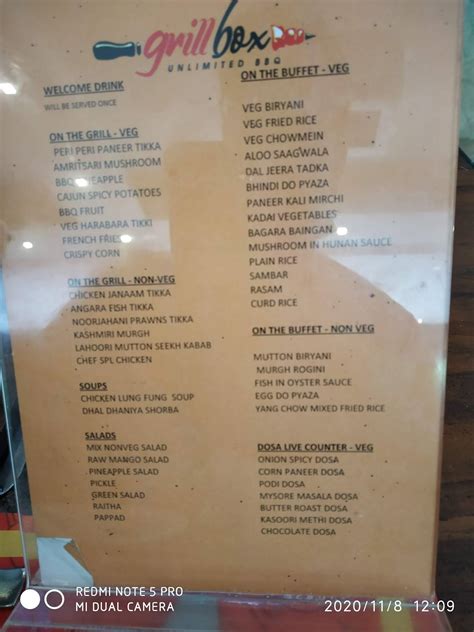 grill box
UNLIMITED BBQ
WELCOME DRINK
WILL BE SERVED ONCE
ON THE GRILL - VEG
PERI PERI PANEER TIKKA
AMRITSARI MUSHROOM
BBQ PINEAPPLE
CAJUN SPICY POTATOES
BBQ FRUIT
VEG HARABARA TIKKI
FRENCH FRIES
CRISPY CORN
ON THE GRILL - NON-VEG
CHICKEN JANAAM TIKKA
ANGARA FISH TIKKA
NOORJAHANI PRAWNS TIKKA
KASHMIRI MURGH
LAHOORI MUTTON SEEKH KABAB
CHEF SPL CHICKEN
SOUPS
CHICKEN LUNG FUNG SOUP
DHAL DHANIYA SHORBA
SALADS
MIX NONVEG SALAD
RAW MANGO SALAD
PINEAPPLE SALAD
PICKLE
GREEN SALAD
RAITHA
PAPPAD
ON THE BUFFET - VEG
VEG BIRYANI
VEG FRIED RICE
VEG CHOWMEIN
ALOO SAAGWALA
DAL JEERA TADKA
BHINDI DO PYAZA
PANEER KALI MIRCHI
KADAI VEGETABLES
BAGARA BAINGAN
MUSHROOM IN HUNAN SAUCE
PLAIN RICE
SAMBAR
RASAM
CURD RICE
ON THE BUFFET - NON VEG
MUTTON BIRYANI
MURGH ROGINI
FISH IN OYSTER SAUCE
EGG DO PYAZA
YANG CHOW MIXED FRIED RICE
DOSA LIVE COUNTER - VEG
ONION SPICY DOSA
CORN PANEER DOSA
PODI DOSA
MYSORE MASALA DOSA
BUTTER ROAST DOSA
KASOORI METHI DOSA
CHOCOLATE DOSA
REDMI NOTE 5 PRO
MI DUAL CAMERA
2020/11/8 12:09